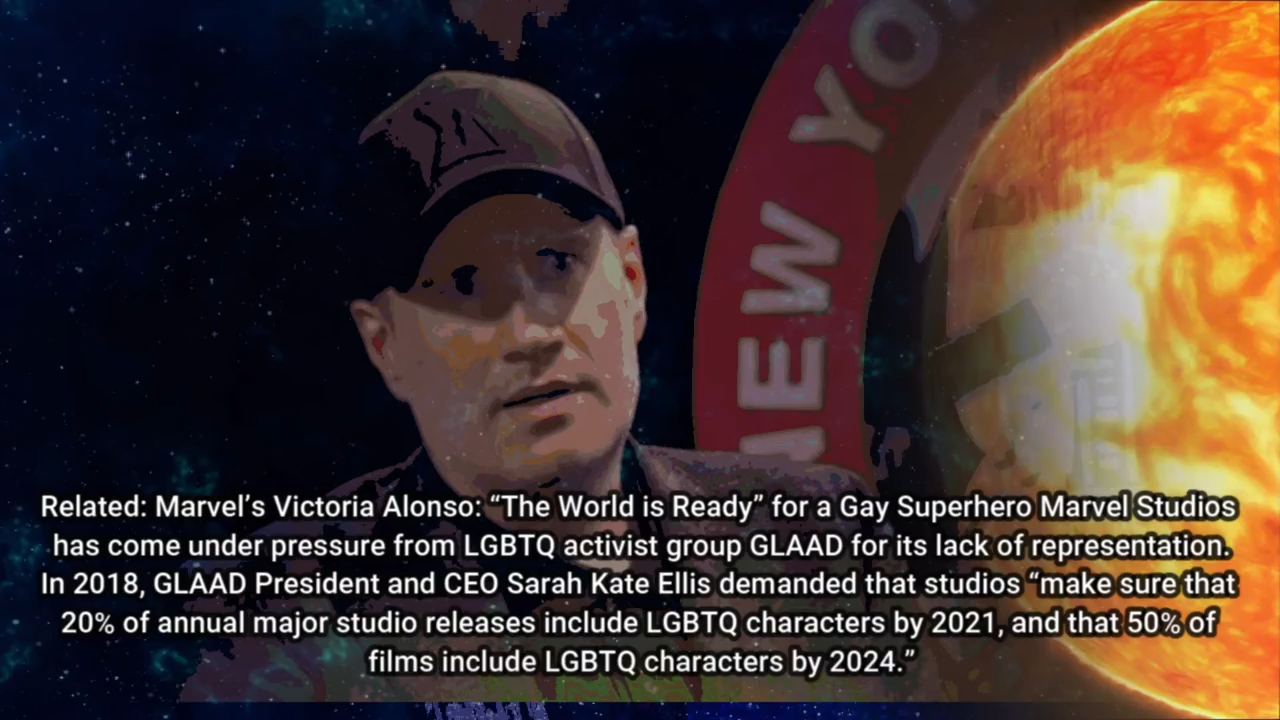 NEW YO
Related: Marvel’s Victoria Alonso: “The World is Ready” for a Gay Superhero Marvel Studios
has come under pressure from LGBTQ activist group GLAAD for its lack of representation.
In 2018, GLAAD President and CEO Sarah Kate Ellis demanded that studios “make sure that
20% of annual major studio releases include LGBTQ characters by 2021, and that 50% of
films include LGBTQ characters by 2024.”